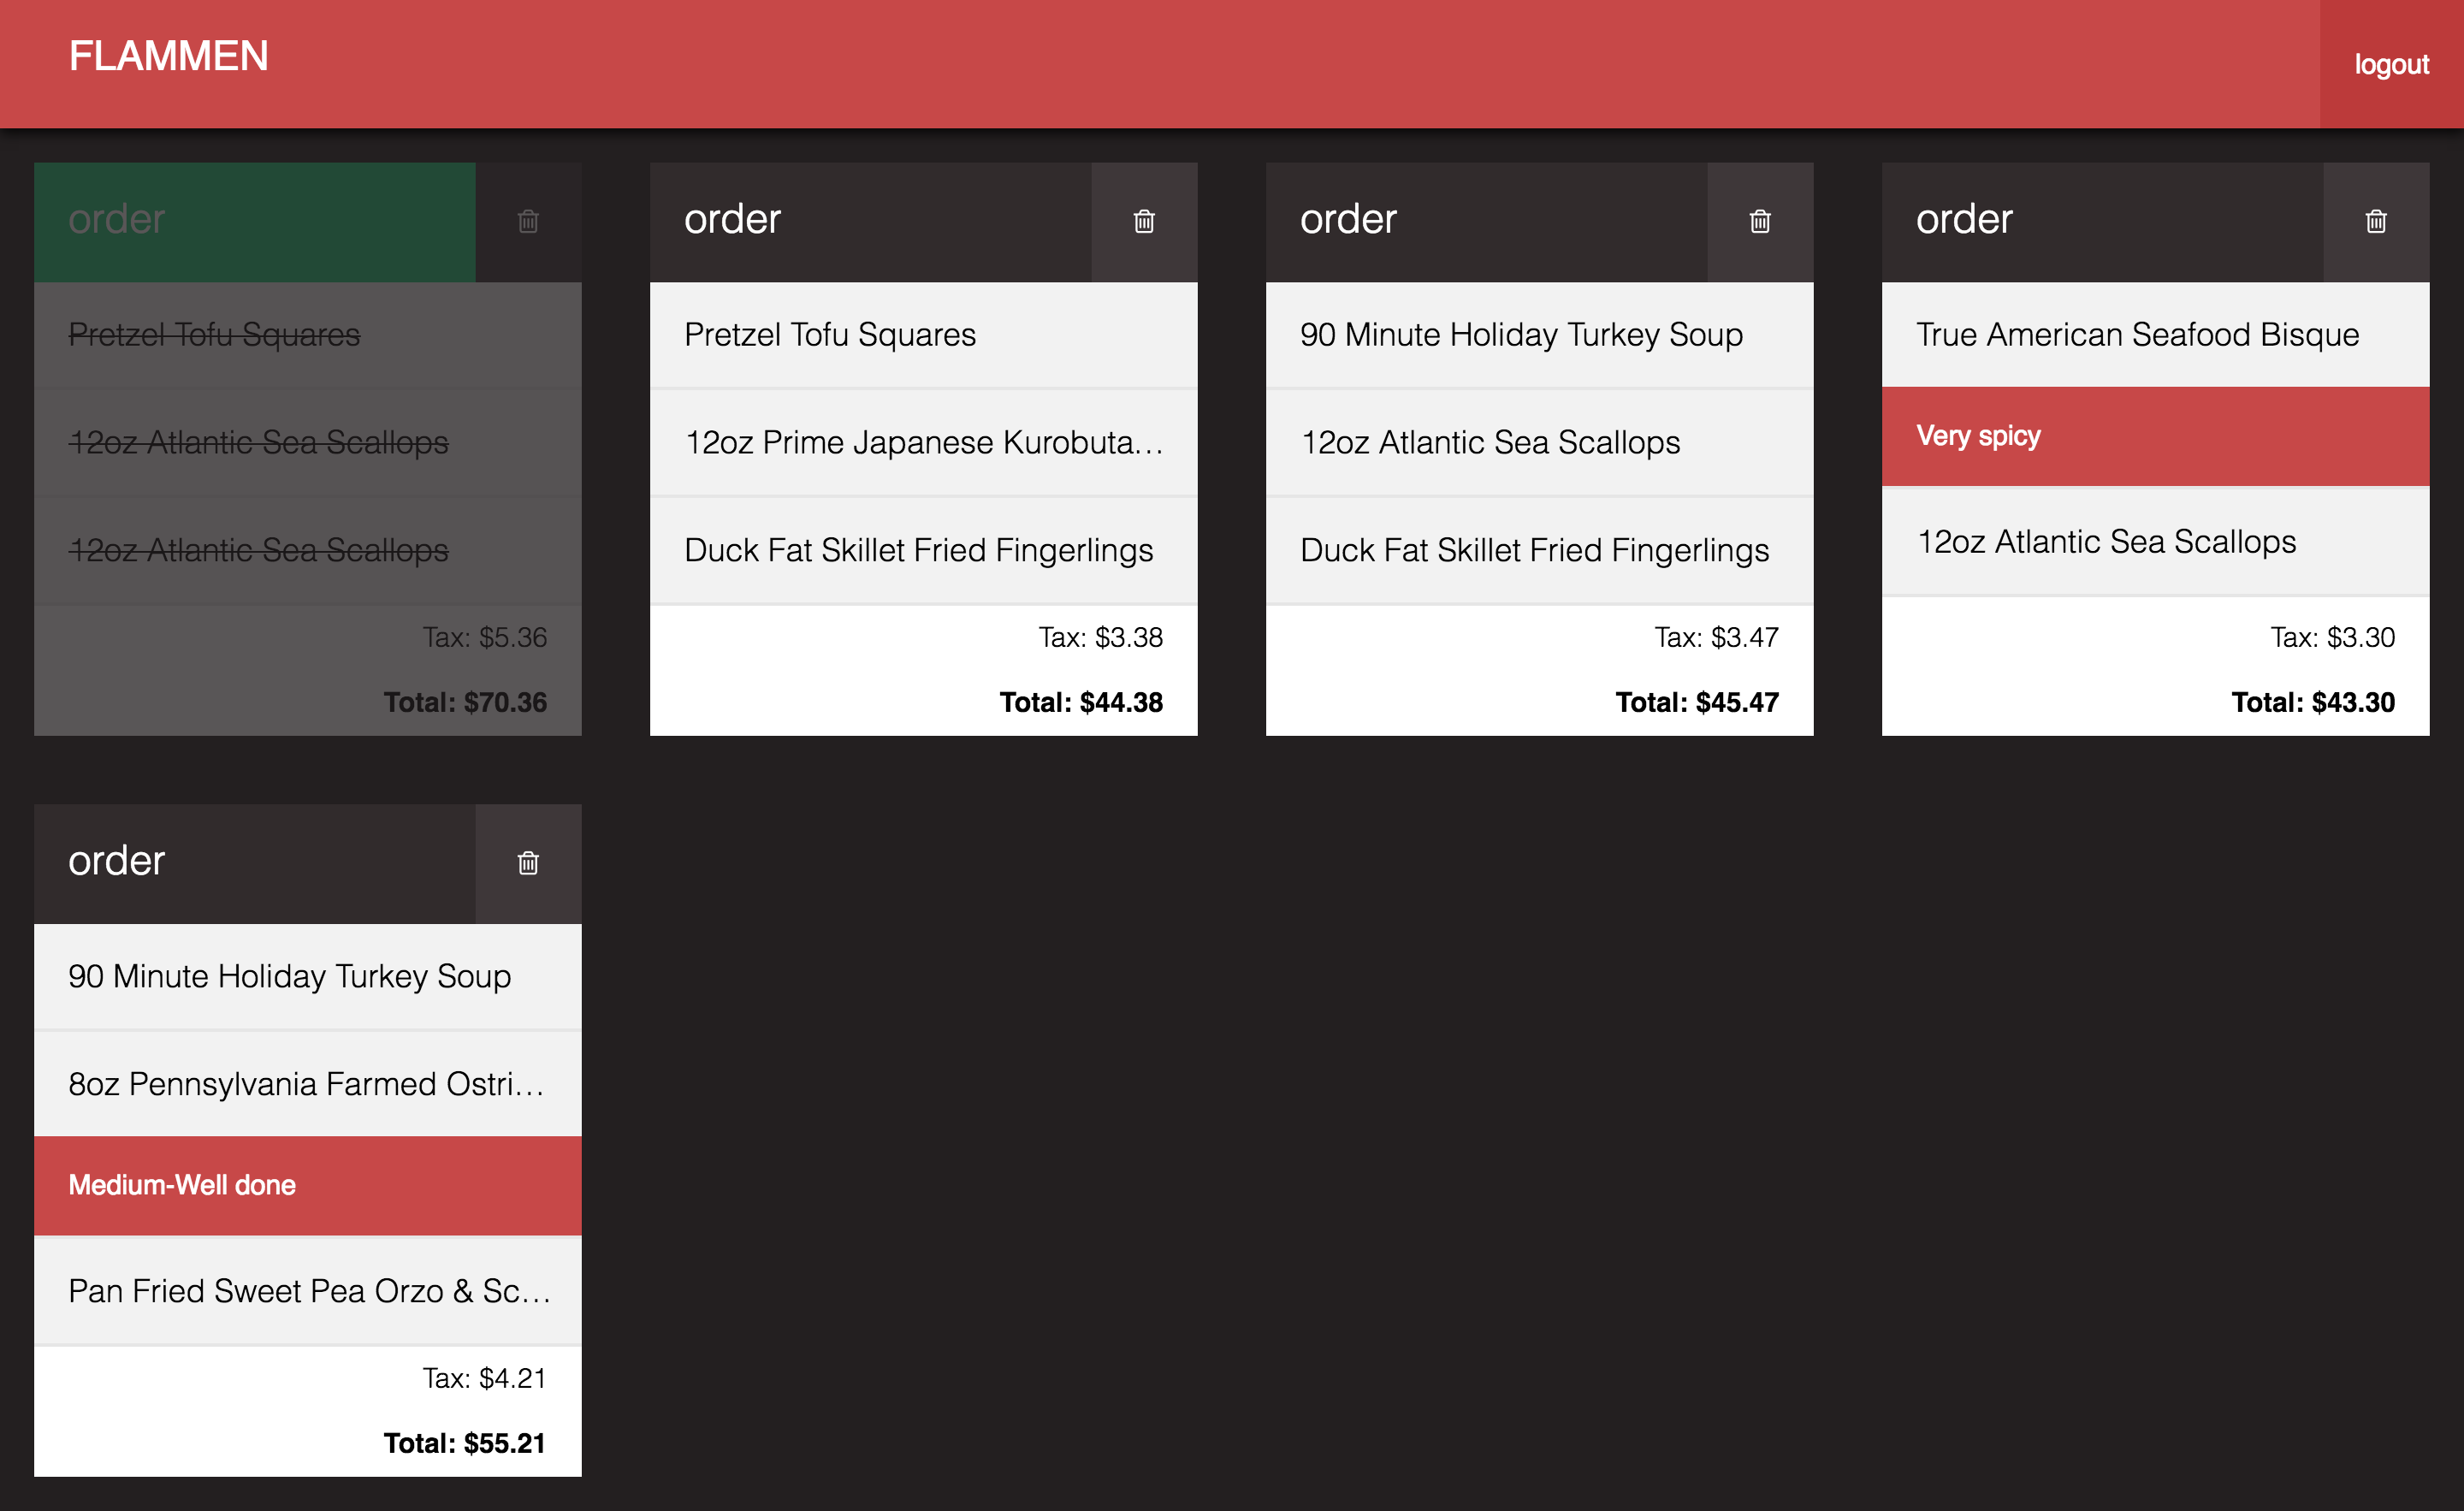 FLAMMEN
logout
order
Pretzel Tofu Squares
12oz Atlantic Sea Scallops
12oz Atlantic Sea Scallops
Tax: $5.36
Total: $70.36
order
Pretzel Tofu Squares
12oz Prime Japanese Kurobuta...
Duck Fat Skillet Fried Fingerlings
Tax: $3.38
Total: $44.38
order
90 Minute Holiday Turkey Soup
12oz Atlantic Sea Scallops
Duck Fat Skillet Fried Fingerlings
Tax: $3.47
Total: $45.47
order
True American Seafood Bisque
Very spicy
12oz Atlantic Sea Scallops
Tax: $3.30
Total: $43.30
order
90 Minute Holiday Turkey Soup
8oz Pennsylvania Farmed Ostri...
Medium-Well done
Pan Fried Sweet Pea Orzo & Sc...
Tax: $4.21
Total: $55.21